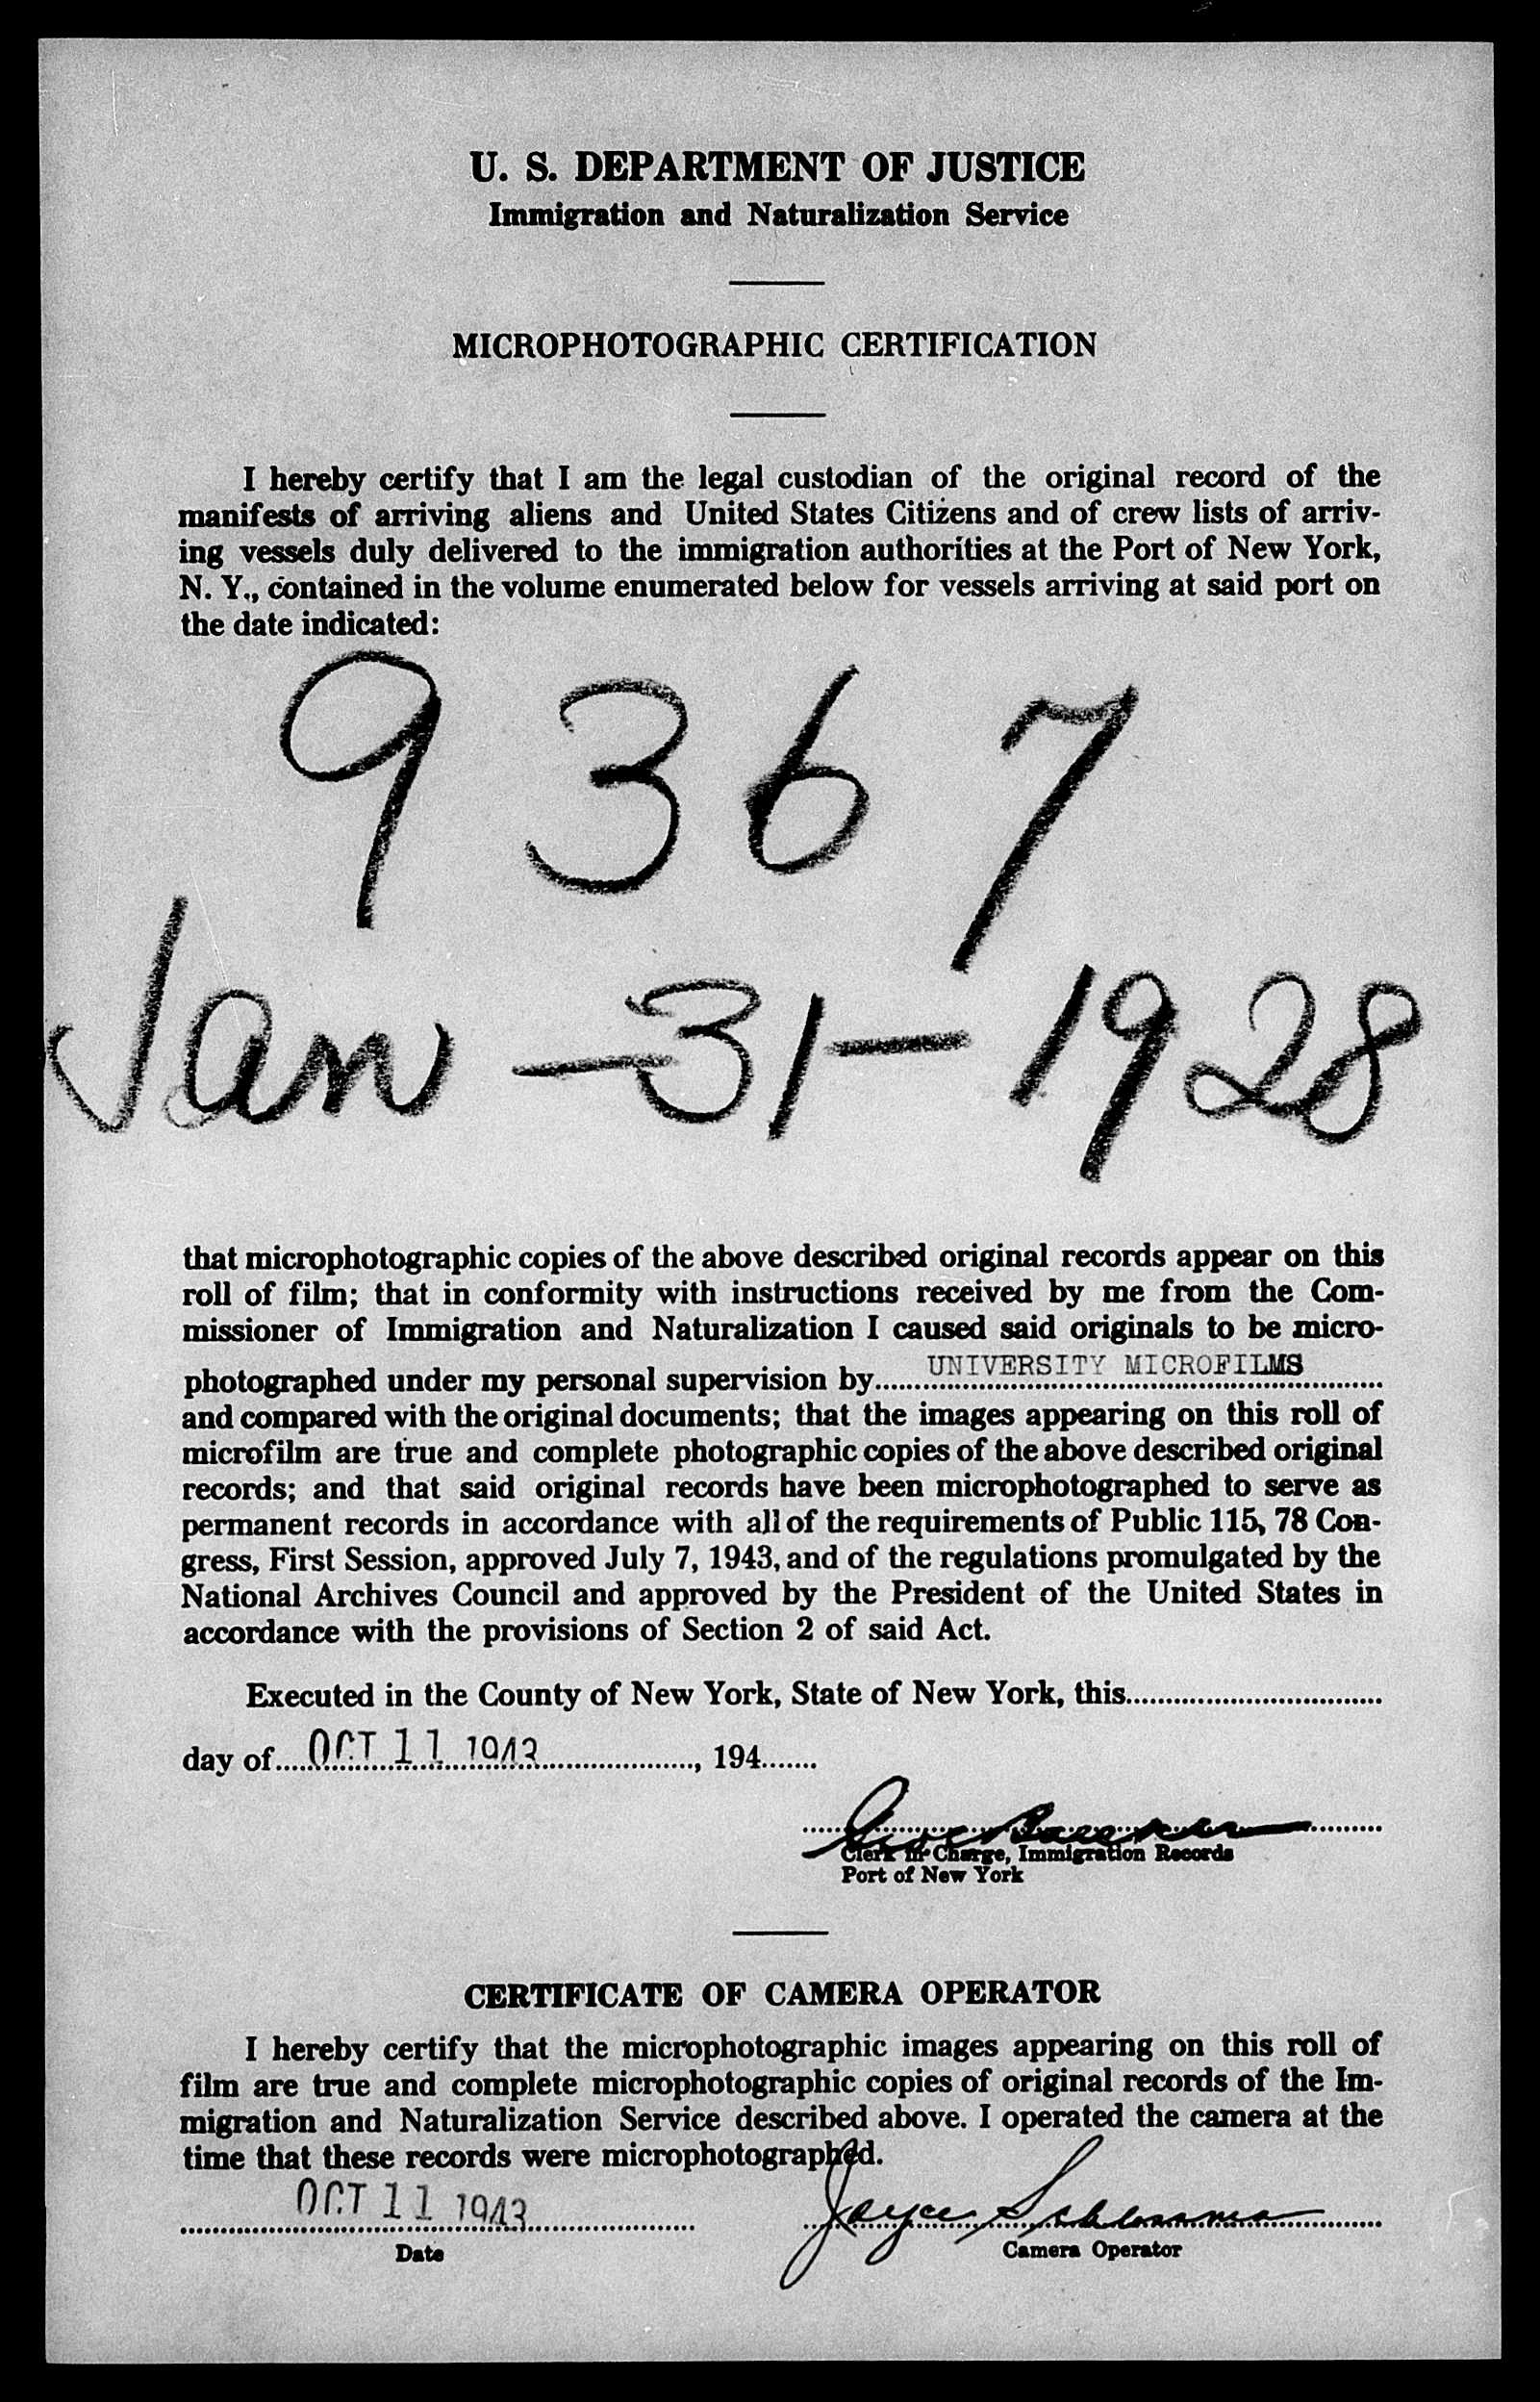 U. S. DEPARTMENT OF JUSTICE
Immigration and Naturalization Service
MICROPHOTOGRAPHIC CERTIFICATION
I hereby certify that I am the legal custodian of the original record of the
manifests of arriving aliens and United States Citizens and of crew lists of arriv-
ing vessels duly delivered to the immigration authorities at the Port of New York,
N. Y., contained in the volume enumerated below for vessels arriving at said port on
the date indicated:
9367
Jan - 31 - 1928
that microphotographic copies of the above described original records appear on this
roll of film; that in conformity with instructions received by me from the Com-
missioner of Immigration and Naturalization I caused said originals to be micro-
photographed under my personal supervision by UNIVERSITY MICROFILMS
and compared with the original documents; that the images appearing on this roll of
microfilm are true and complete photographic copies of the above described original
records; and that said original records have been microphotographed to serve as
permanent records in accordance with all of the requirements of Public 115, 78 Con-
gress, First Session, approved July 7, 1943, and of the regulations promulgated by the
National Archives Council and approved by the President of the United States in
accordance with the provisions of Section 2 of said Act.
Executed in the County of New York, State of New York, this
day of OCT 11 1943, 194
Clerk in Charge, Immigration Records
Port of New York
CERTIFICATE OF CAMERA OPERATOR
I hereby certify that the microphotographic images appearing on this roll of
film are true and complete microphotographic copies of original records of the Im-
migration and Naturalization Service described above. I operated the camera at the
time that these records were microphotographed.
OCT 11 1943 Joyce
Date Camera Operator